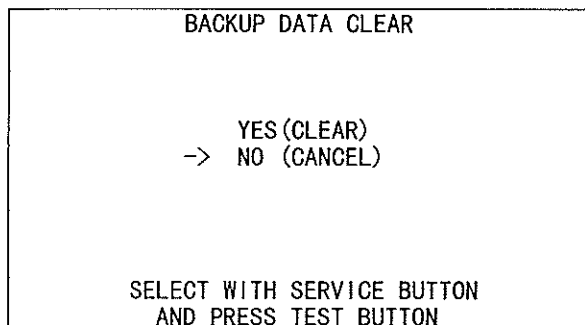 BACKUP DATA CLEAR
YES(CLEAR)
-> NO (CANCEL)
SELECT WITH SERVICE BUTTON
AND PRESS TEST BUTTON